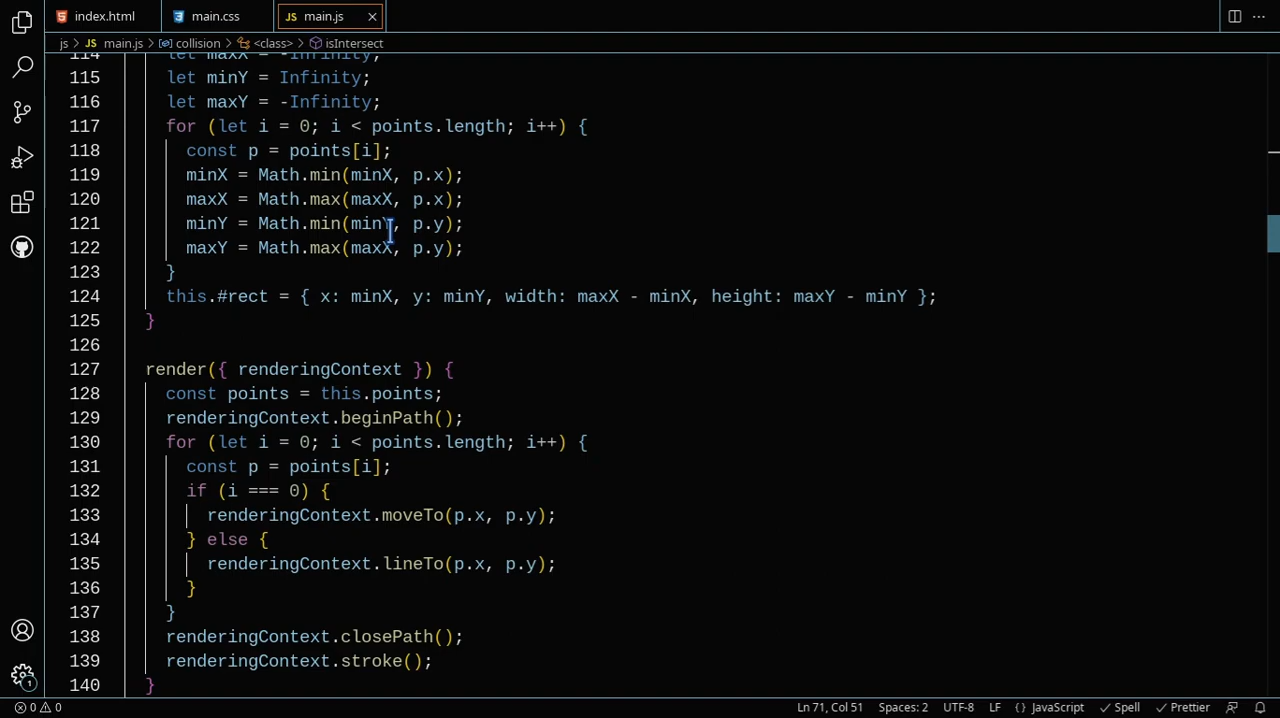 index.html
main.css
JS main.js
js > JS main.js > collision > <class> > isIntersect
114 let maxX = -Infinity;
115 let minY = Infinity;
116 let maxY = -Infinity;
117 for (let i = 0; i < points.length; i++) {
118 const p = points[i];
119 minX = Math.min(minX, p.x);
120 maxX = Math.max(maxX, p.x);
121 minY = Math.min(minY, p.y);
122 maxY = Math.max(maxX, p.y);
123 }
124 this.#rect = { x: minX, y: minY, width: maxX - minX, height: maxY - minY };
125 }
126
127 render({ renderingContext }) {
128 const points = this.points;
129 renderingContext.beginPath();
130 for (let i = 0; i < points.length; i++) {
131 const p = points[i];
132 if (i === 0) {
133 renderingContext.moveTo(p.x, p.y);
134 } else {
135 renderingContext.lineTo(p.x, p.y);
136 }
137 }
138 renderingContext.closePath();
139 renderingContext.stroke();
140 }
1
0 0 Ln 71, Col 51 Spaces: 2 UTF-8 LF {} JavaScript Spell Prettier